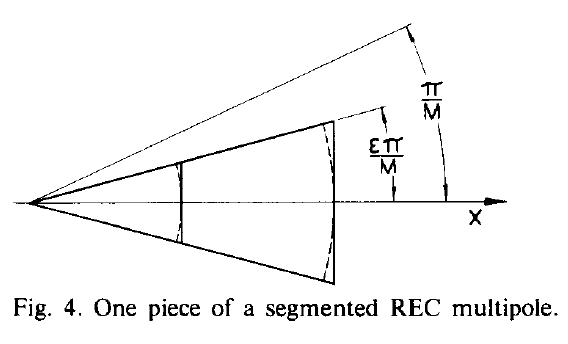 π
M
επ
M
X
Fig. 4. One piece of a segmented REC multipole.